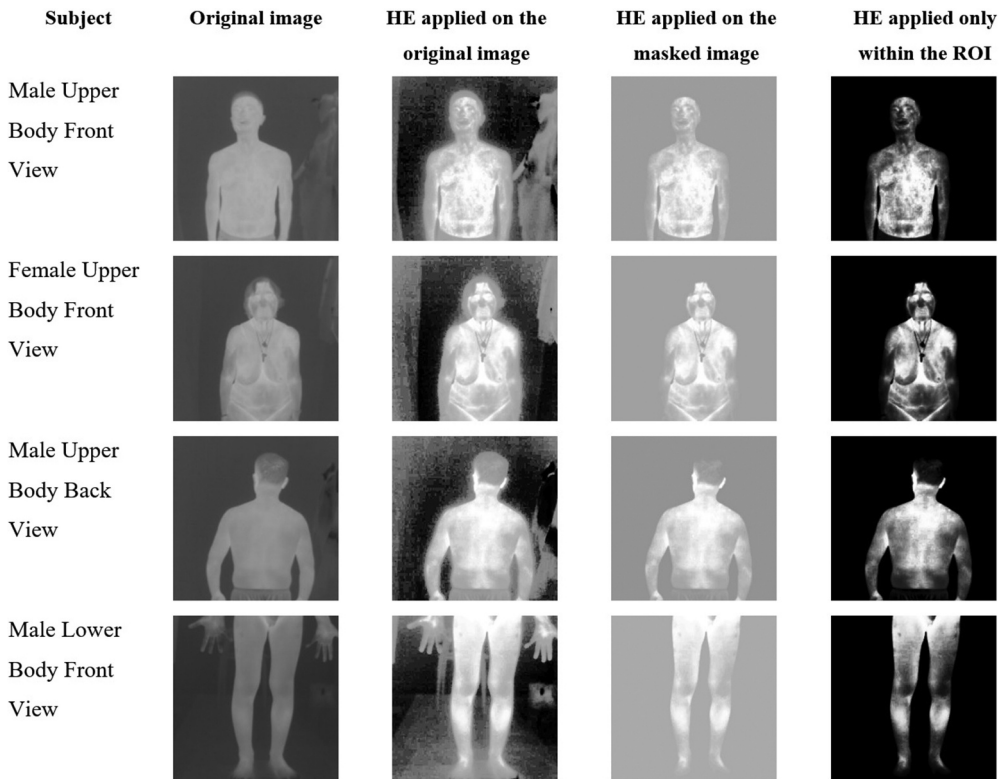 Subject
Original image
HE applied on the
original image
HE applied on the
masked image
HE applied only
within the ROI
Male Upper
Body Front
View
Female Upper
Body Front
View
Male Upper
Body Back
View
Male Lower
Body Front
View